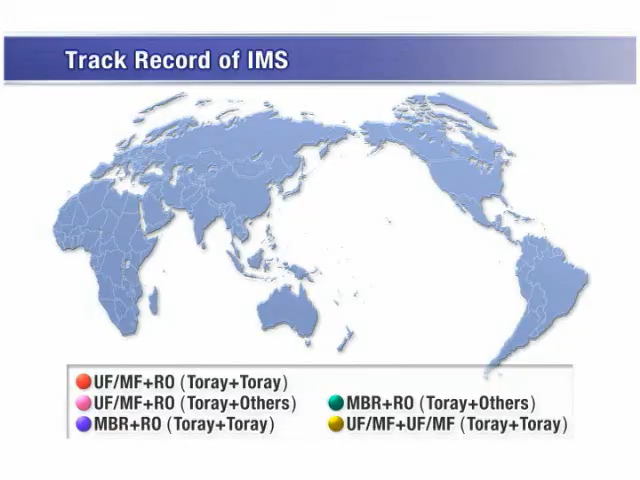 Track Record of IMS
UF/MF+RO (Toray+Toray)
UF/MF+RO (Toray+Others)
MBR+RO (Toray+Others)
MBR+RO (Toray+Toray)
UF/MF+UF/MF (Toray+Toray)